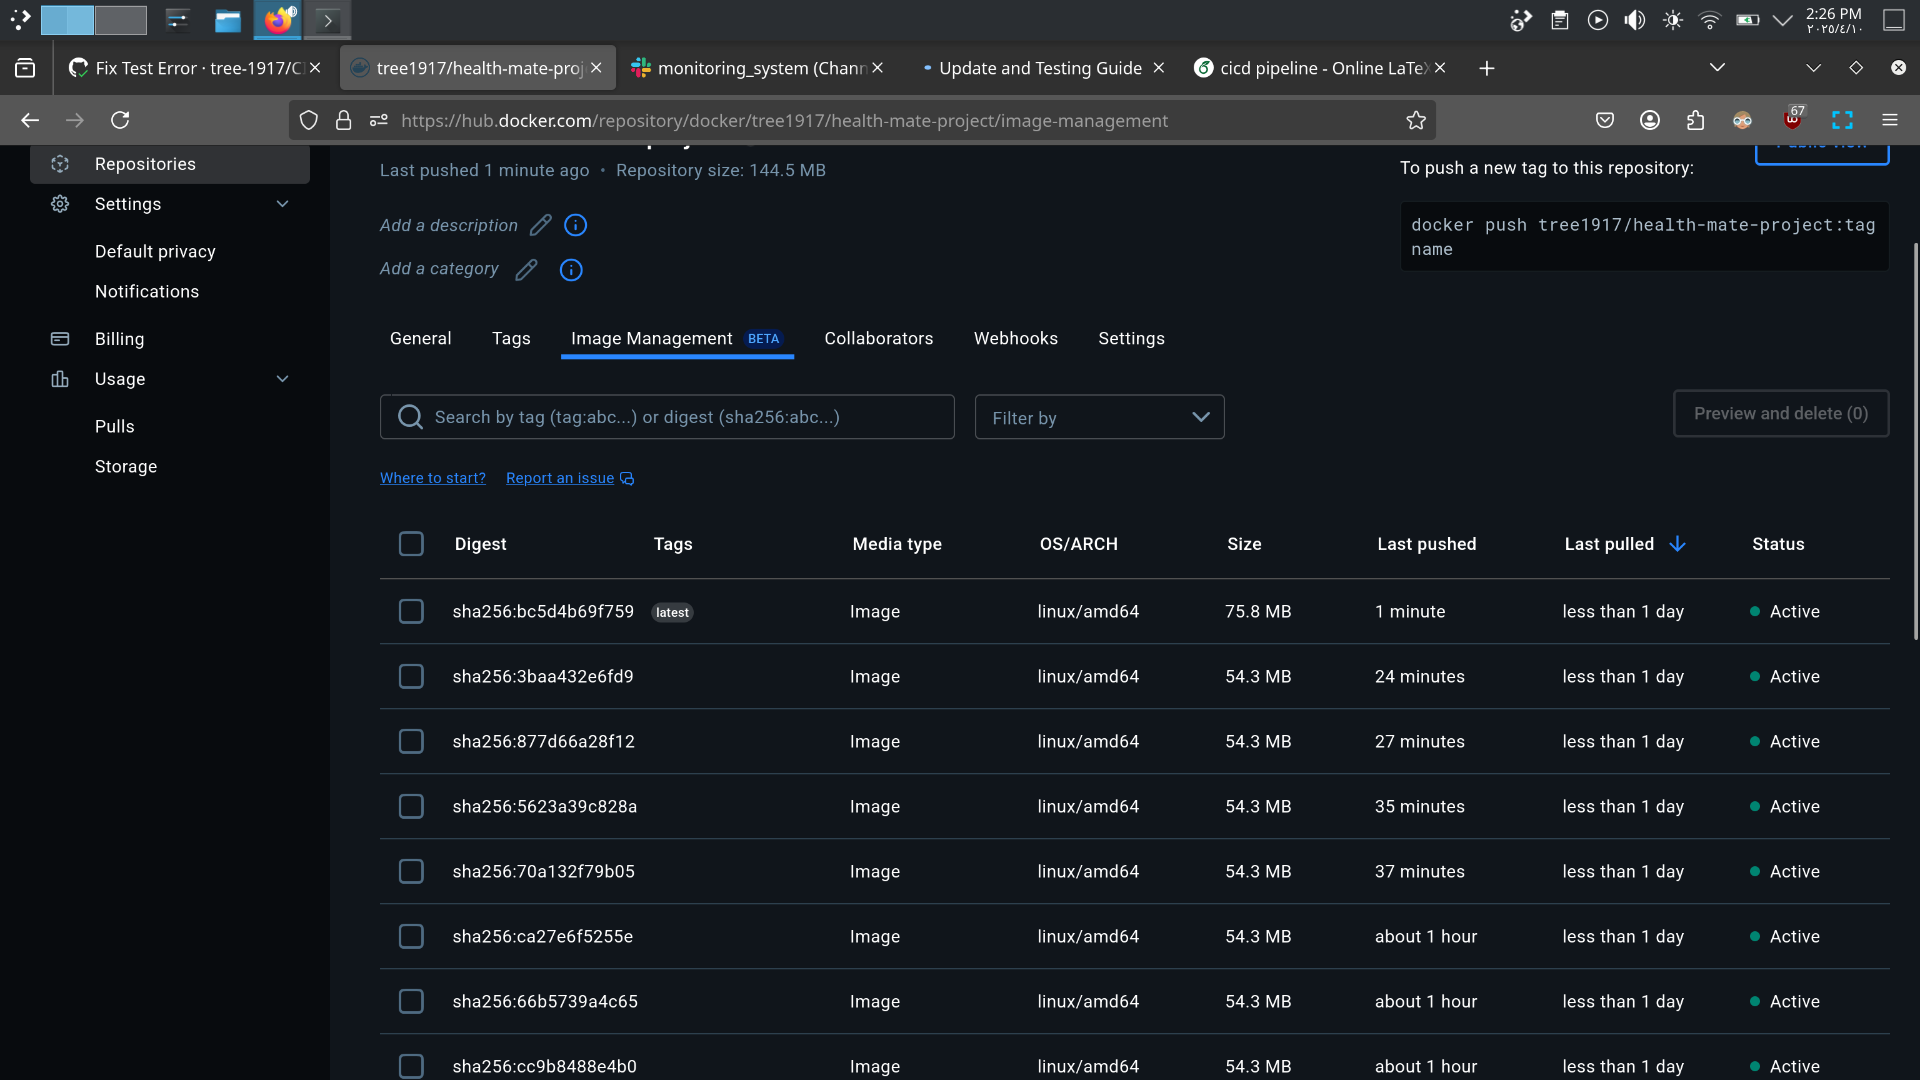 2:26 PM
٢٠٢٥/٤/١٠
Fix Test Error · tree-1917/C
tree1917/health-mate-proj
monitoring_system (Chann
Update and Testing Guide
cicd pipeline - Online LaTeX
https://hub.docker.com/repository/docker/tree1917/health-mate-project/image-management
67
Repositories
Settings
Default privacy
Notifications
Billing
Usage
Pulls
Storage
Last pushed 1 minute ago • Repository size: 144.5 MB
Add a description
Add a category
To push a new tag to this repository:
docker push tree1917/health-mate-project:tag
name
General Tags Image Management BETA Collaborators Webhooks Settings
Search by tag (tag:abc...) or digest (sha256:abc...)
Filter by
Preview and delete (0)
Where to start? Report an issue
Digest Tags Media type OS/ARCH Size Last pushed Last pulled Status
sha256:bc5d4b69f759 latest Image linux/amd64 75.8 MB 1 minute less than 1 day Active
sha256:3baa432e6fd9 Image linux/amd64 54.3 MB 24 minutes less than 1 day Active
sha256:877d66a28f12 Image linux/amd64 54.3 MB 27 minutes less than 1 day Active
sha256:5623a39c828a Image linux/amd64 54.3 MB 35 minutes less than 1 day Active
sha256:70a132f79b05 Image linux/amd64 54.3 MB 37 minutes less than 1 day Active
sha256:ca27e6f5255e Image linux/amd64 54.3 MB about 1 hour less than 1 day Active
sha256:66b5739a4c65 Image linux/amd64 54.3 MB about 1 hour less than 1 day Active
sha256:cc9b8488e4b0 Image linux/amd64 54.3 MB about 1 hour less than 1 day Active